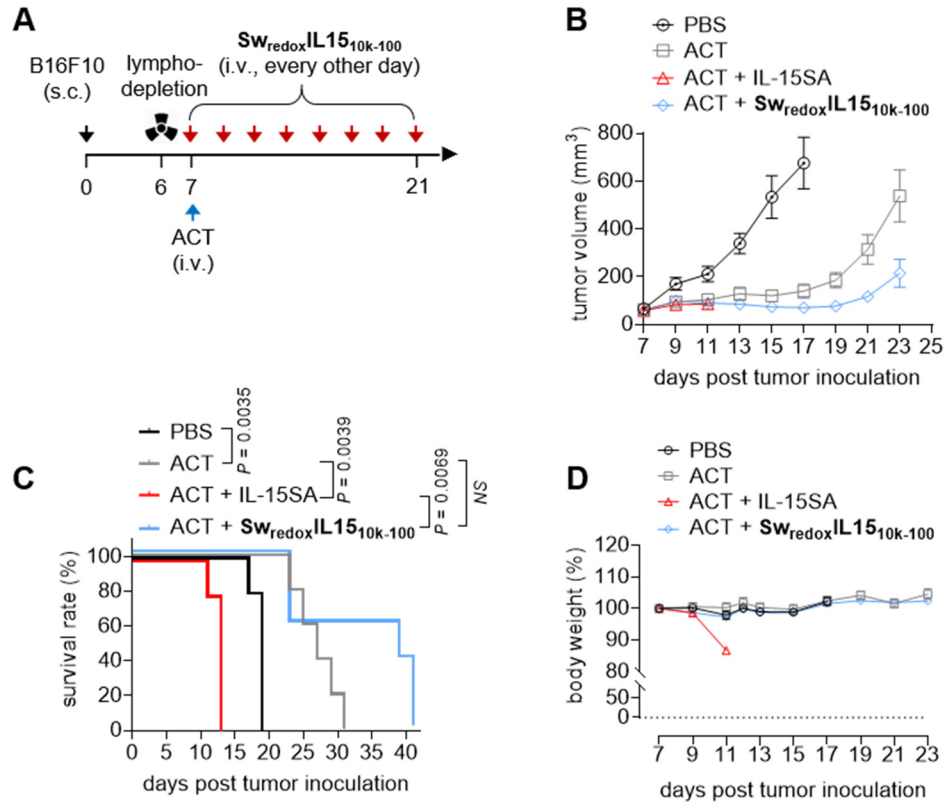 A
B16F10
(s.c.)
lympho-
depletion
Sw_redoxIL15_10k-100
(i.v., every other day)
0
6
7
21
ACT
(i.v.)
B
PBS
ACT
ACT + IL-15SA
ACT + Sw_redoxIL15_10k-100
tumor volume (mm³)
800
600
400
200
0
7 9 11 13 15 17 19 21 23 25
days post tumor inoculation
C
PBS
ACT
ACT + IL-15SA
ACT + Sw_redoxIL15_10k-100
P = 0.0035
P = 0.0039
P = 0.0069
NS
survival rate (%)
100
80
60
40
20
0
0 5 10 15 20 25 30 35 40
days post tumor inoculation
D
PBS
ACT
ACT + IL-15SA
ACT + Sw_redoxIL15_10k-100
body weight (%)
120
110
100
90
80
50
0
7 9 11 13 15 17 19 21 23
days post tumor inoculation